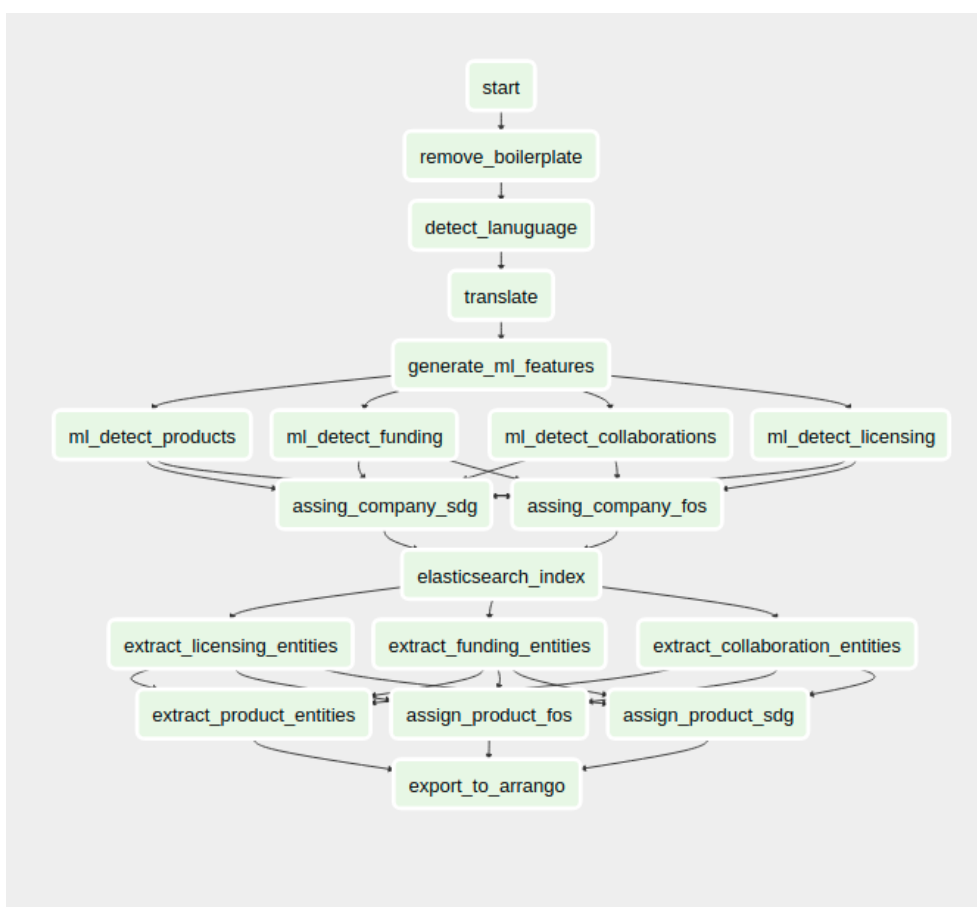 start
remove_boilerplate
detect_lanuguage
translate
generate_ml_features
ml_detect_products
ml_detect_funding
ml_detect_collaborations
ml_detect_licensing
assing_company_sdg
assing_company_fos
elasticsearch_index
extract_licensing_entities
extract_funding_entities
extract_collaboration_entities
extract_product_entities
assign_product_fos
assign_product_sdg
export_to_arrango